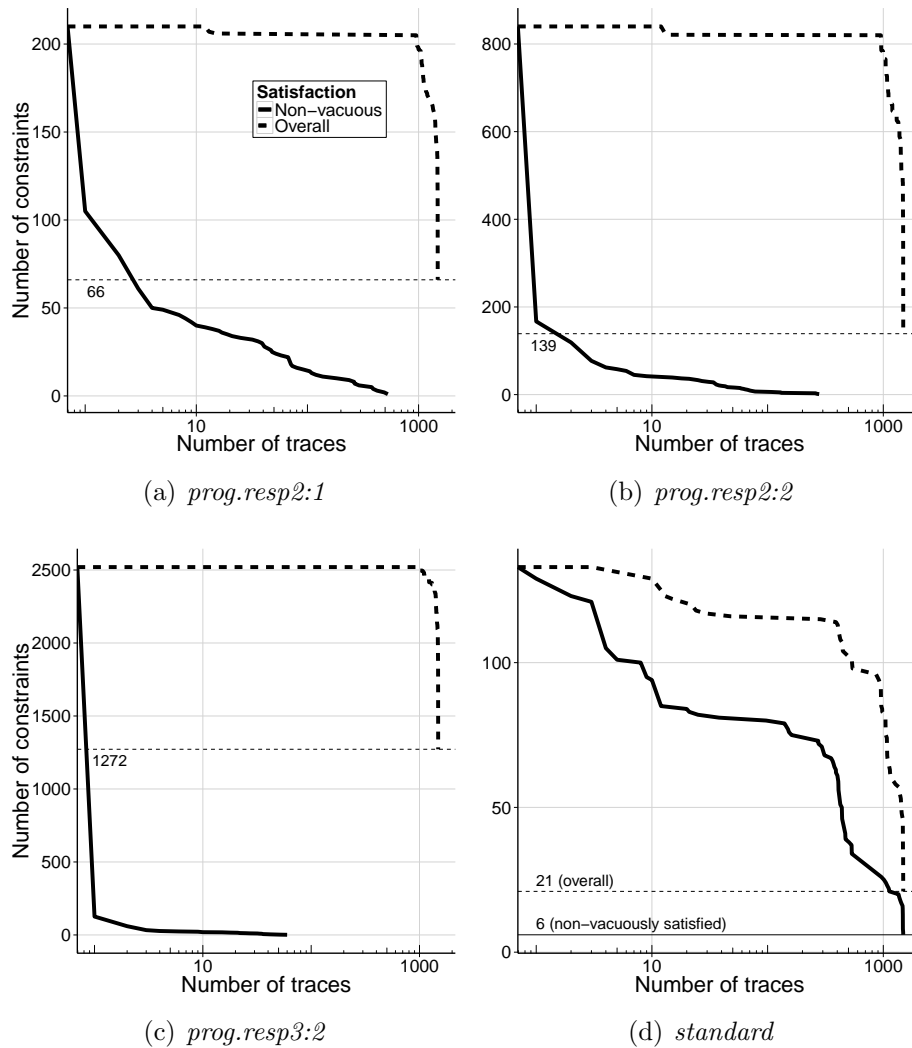 200
150
100
50
0
Number of constraints
Satisfaction
Non−vacuous
Overall
66
10
1000
Number of traces
(a) prog.resp2:1
800
600
400
200
0
139
10
1000
Number of traces
(b) prog.resp2:2
2500
2000
1500
1000
500
0
Number of constraints
1272
10
1000
Number of traces
(c) prog.resp3:2
100
50
0
21 (overall)
6 (non−vacuously satisfied)
10
1000
Number of traces
(d) standard